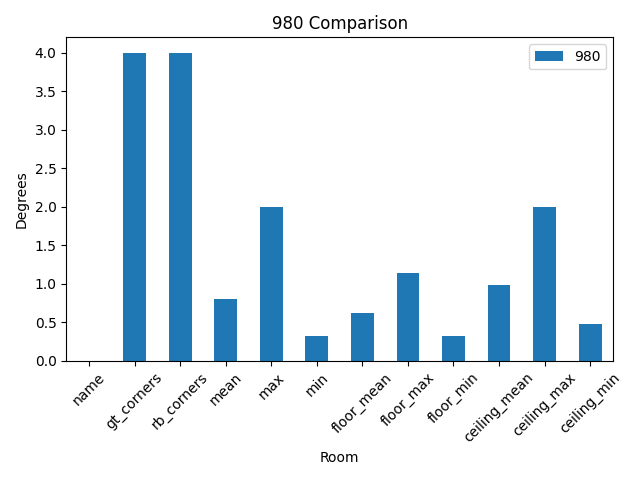 980 Comparison
980
Degrees
4.0
3.5
3.0
2.5
2.0
1.5
1.0
0.5
0.0
name
gt_corners
rb_corners
mean
max
min
floor_mean
floor_max
floor_min
ceiling_mean
ceiling_max
ceiling_min
Room